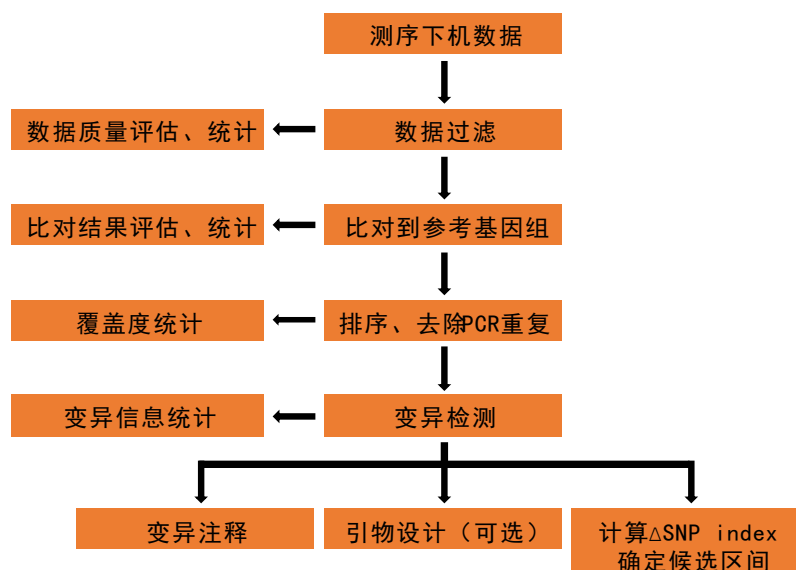 测序下机数据
数据质量评估、统计
数据过滤
比对结果评估、统计
比对到参考基因组
覆盖度统计
排序、去除PCR重复
变异信息统计
变异检测
变异注释
引物设计（可选）
计算△SNP index
确定候选区间